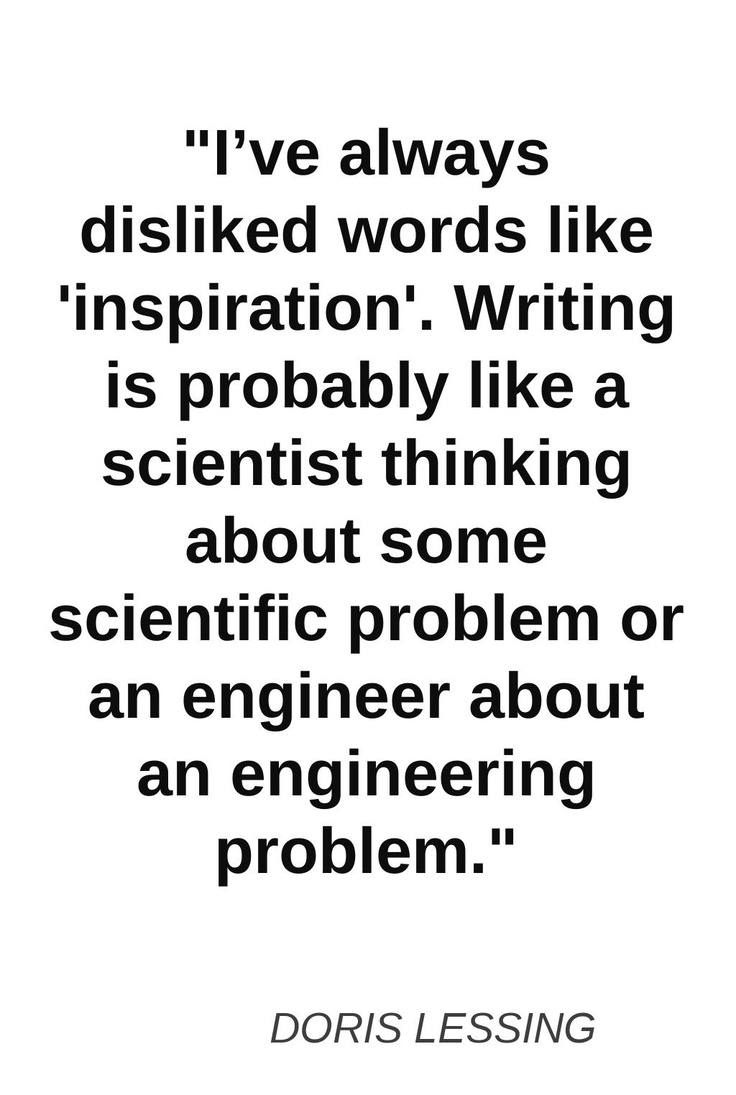 "I’ve always
disliked words like
'inspiration'. Writing
is probably like a
scientist thinking
about some
scientific problem or
an engineer about
an engineering
problem."
DORIS LESSING